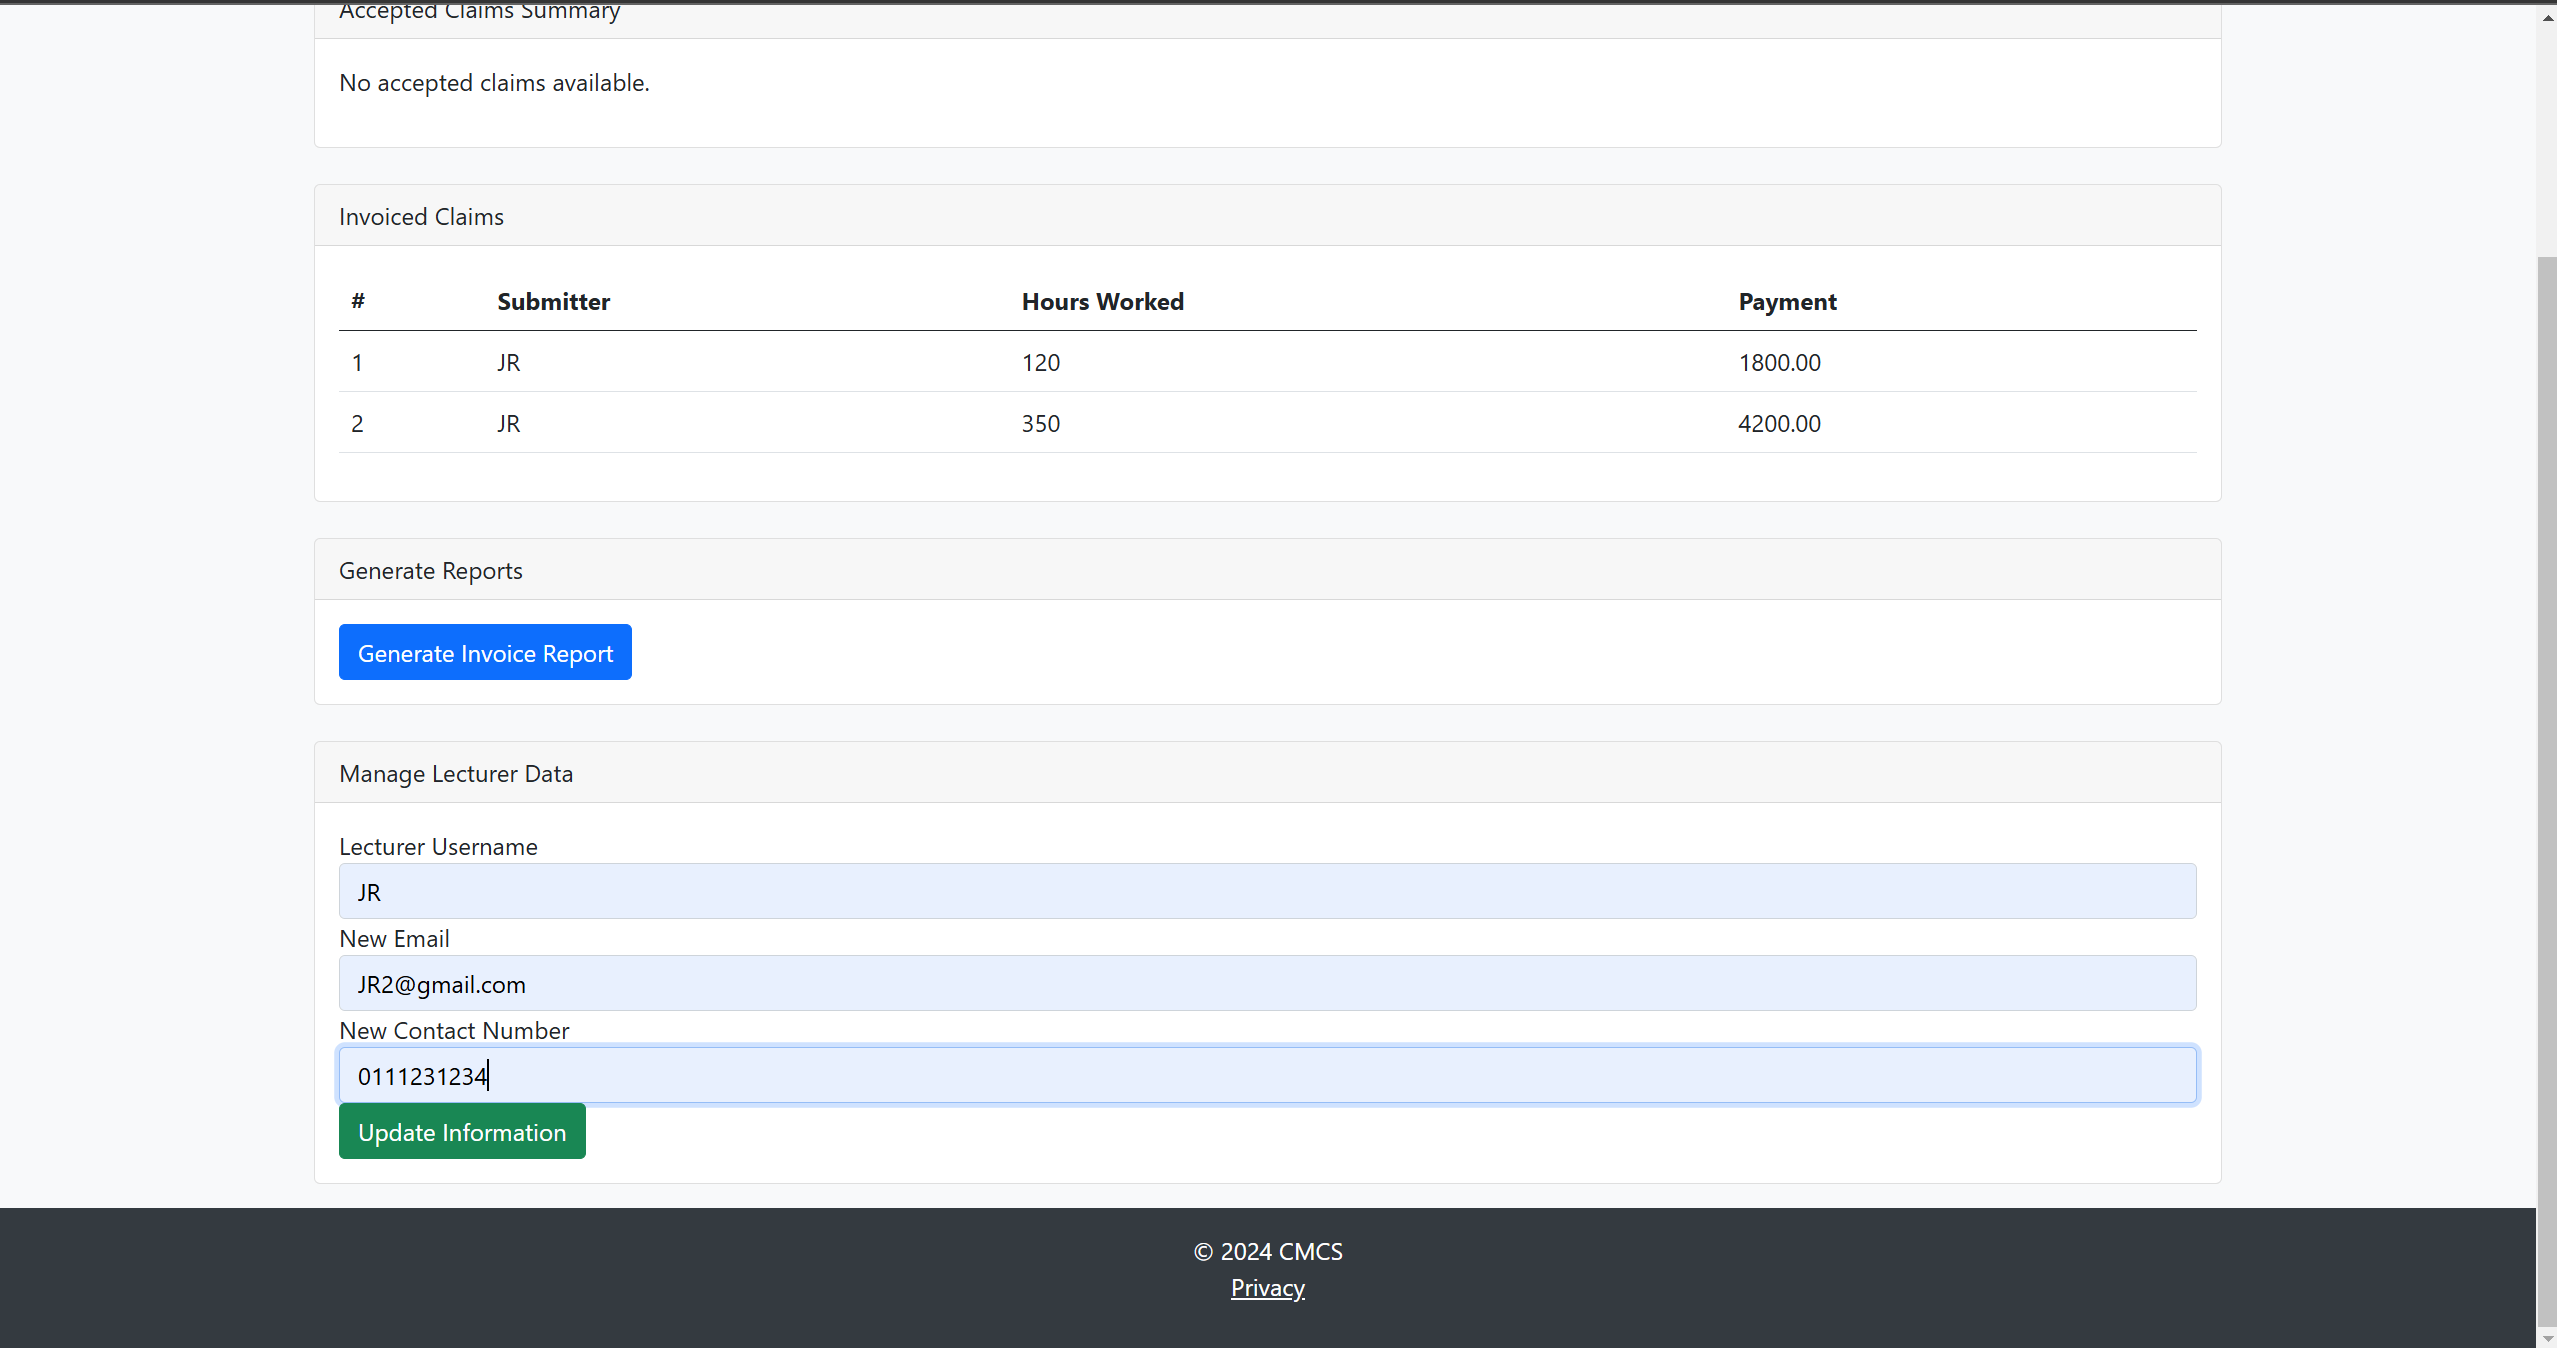 Accepted Claims Summary
No accepted claims available.
Invoiced Claims
# Submitter Hours Worked Payment
1 JR 120 1800.00
2 JR 350 4200.00
Generate Reports
Generate Invoice Report
Manage Lecturer Data
Lecturer Username
JR
New Email
JR2@gmail.com
New Contact Number
0111231234
Update Information
© 2024 CMCS
Privacy